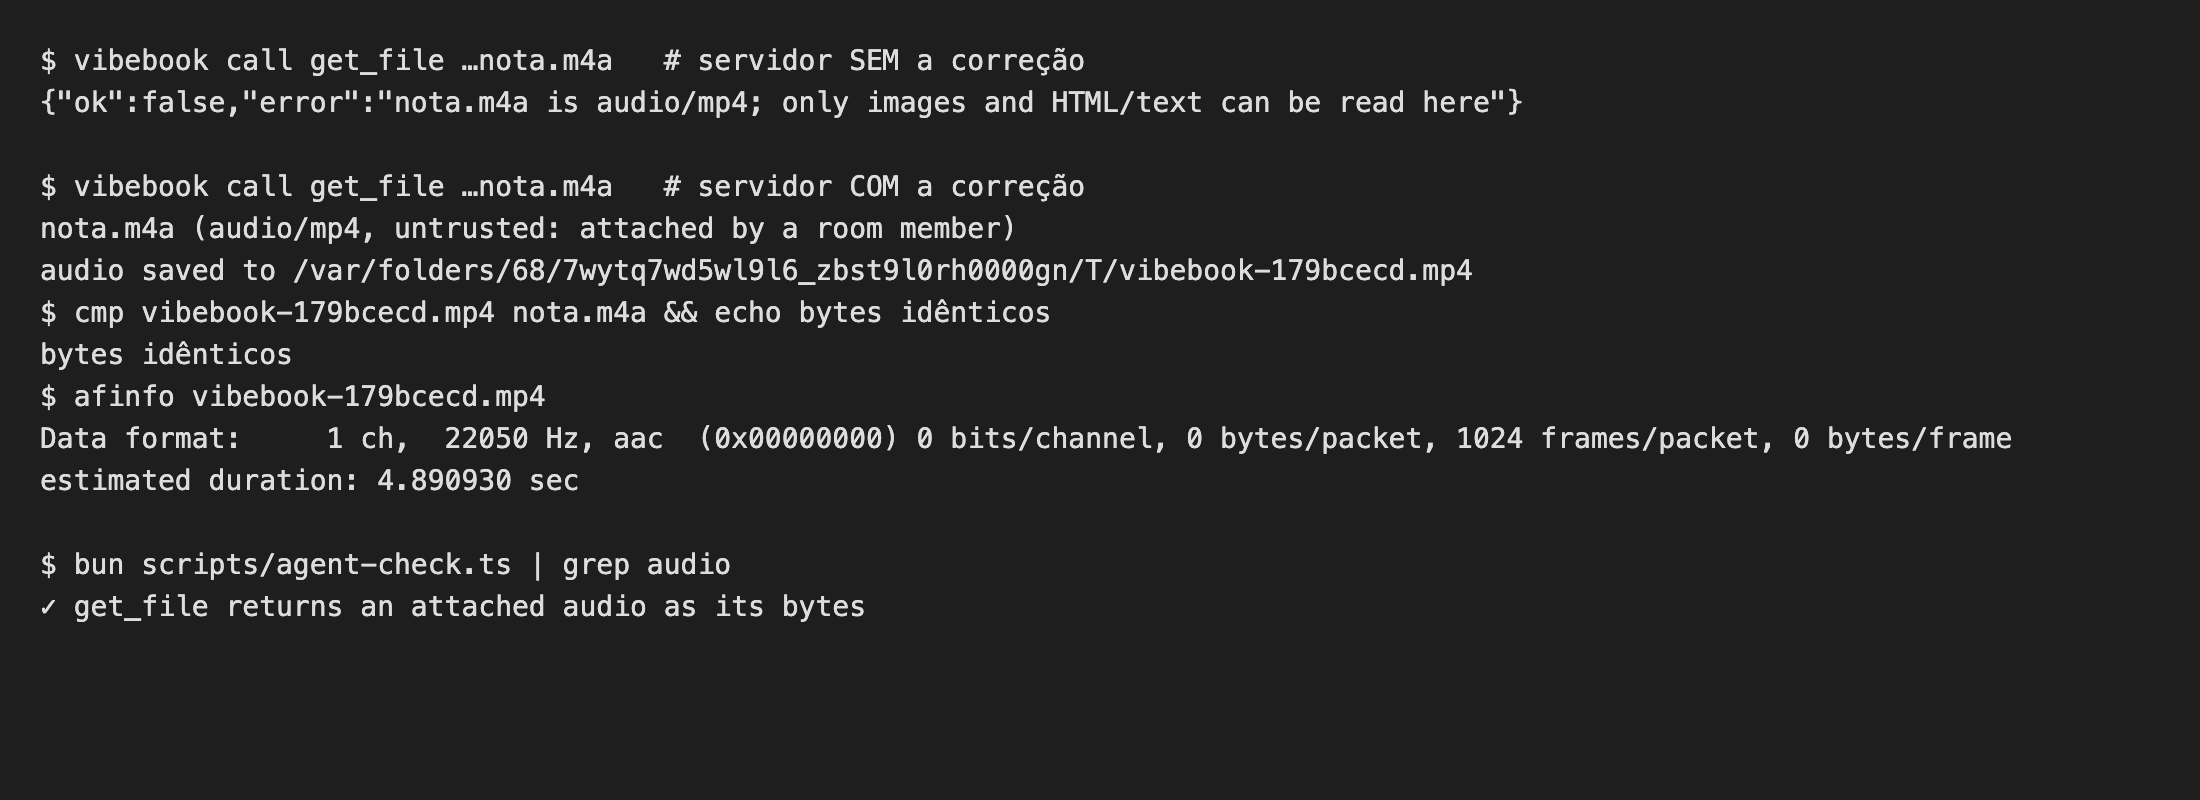 $ vibebook call get_file …nota.m4a   # servidor SEM a correção
{"ok":false,"error":"nota.m4a is audio/mp4; only images and HTML/text can be read here"}
$ vibebook call get_file …nota.m4a   # servidor COM a correção
nota.m4a (audio/mp4, untrusted: attached by a room member)
audio saved to /var/folders/68/7wytq7wd5wl9l6_zbst9l0rh0000gn/T/vibebook-179bcecd.mp4
$ cmp vibebook-179bcecd.mp4 nota.m4a && echo bytes idênticos
bytes idênticos
$ afinfo vibebook-179bcecd.mp4
Data format:     1 ch,  22050 Hz, aac  (0x00000000) 0 bits/channel, 0 bytes/packet, 1024 frames/packet, 0 bytes/frame
estimated duration: 4.890930 sec
$ bun scripts/agent-check.ts | grep audio
✓ get_file returns an attached audio as its bytes